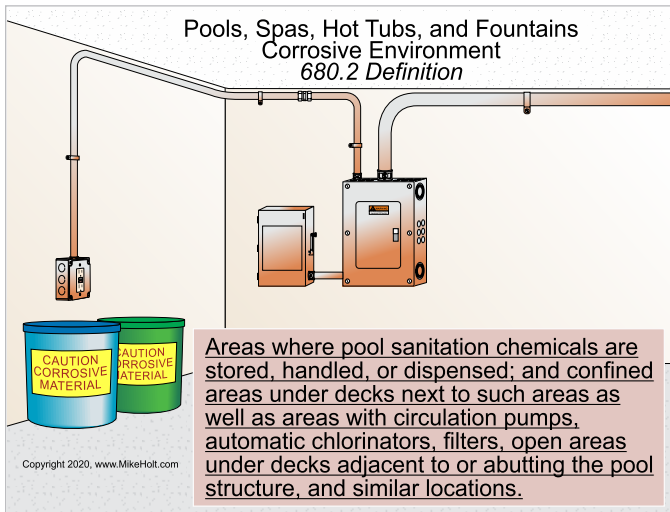 Pools, Spas, Hot Tubs, and Fountains
Corrosive Environment
680.2 Definition
CAUTION
CORROSIVE
MATERIAL
CAUTION
ORROSIVE
MATERIAL
Areas where pool sanitation chemicals are
stored, handled, or dispensed; and confined
areas under decks next to such areas as
well as areas with circulation pumps,
automatic chlorinators, filters, open areas
under decks adjacent to or abutting the pool
structure, and similar locations.
Copyright 2020, www.MikeHolt.com